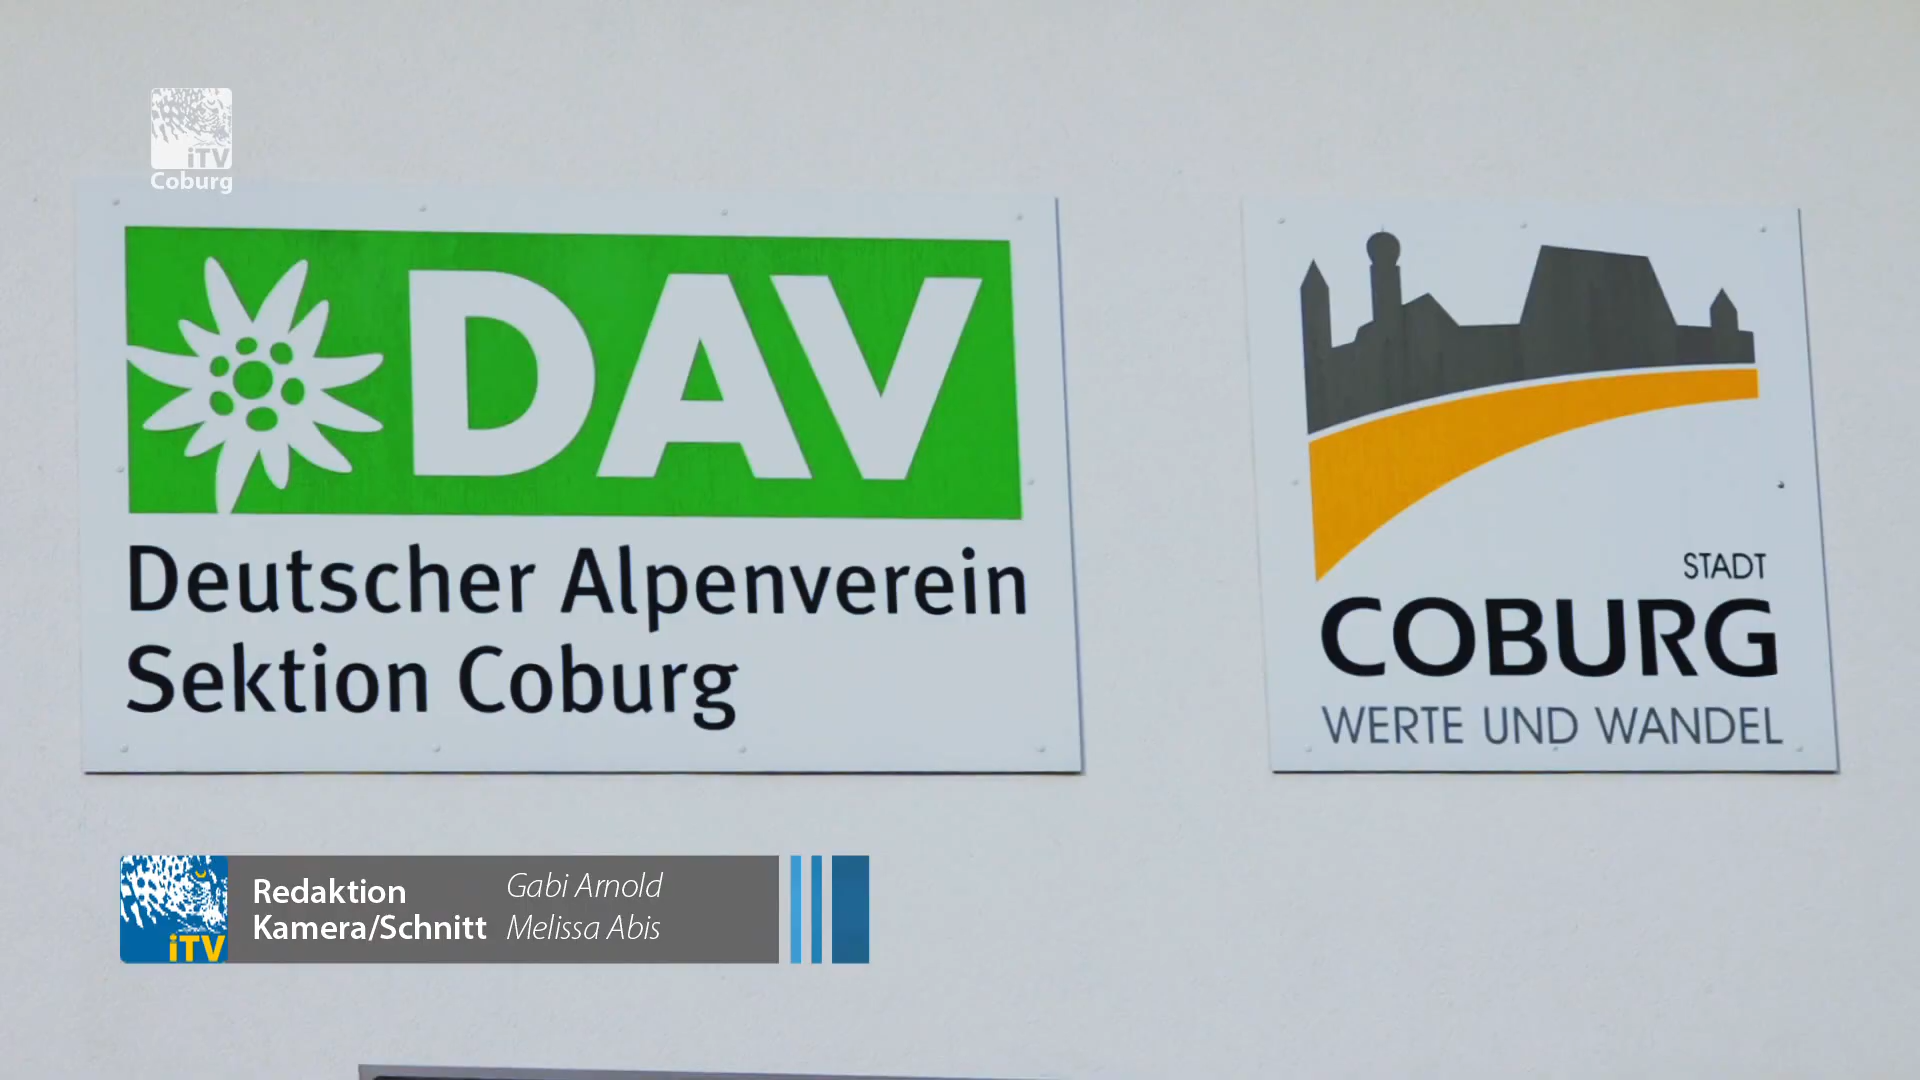 iTV
Coburg
DAV
Deutscher Alpenverein
Sektion Coburg
STADT
COBURG
WERTE UND WANDEL
iTV
Redaktion Gabi Arnold
Kamera/Schnitt Melissa Abis